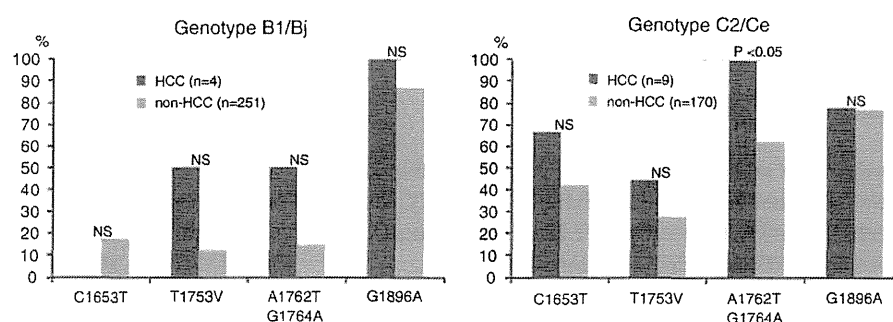 Genotype B1/Bj
%
100
90
80
70
60
50
40
30
20
10
0
HCC (n=4)
non-HCC (n=251)
NS
NS
NS
NS
C1653T
T1753V
A1762T
G1764A
G1896A
Genotype C2/Ce
%
100
90
80
70
60
50
40
30
20
10
0
HCC (n=9)
non-HCC (n=170)
NS
NS
P <0.05
NS
C1653T
T1753V
A1762T
G1764A
G1896A